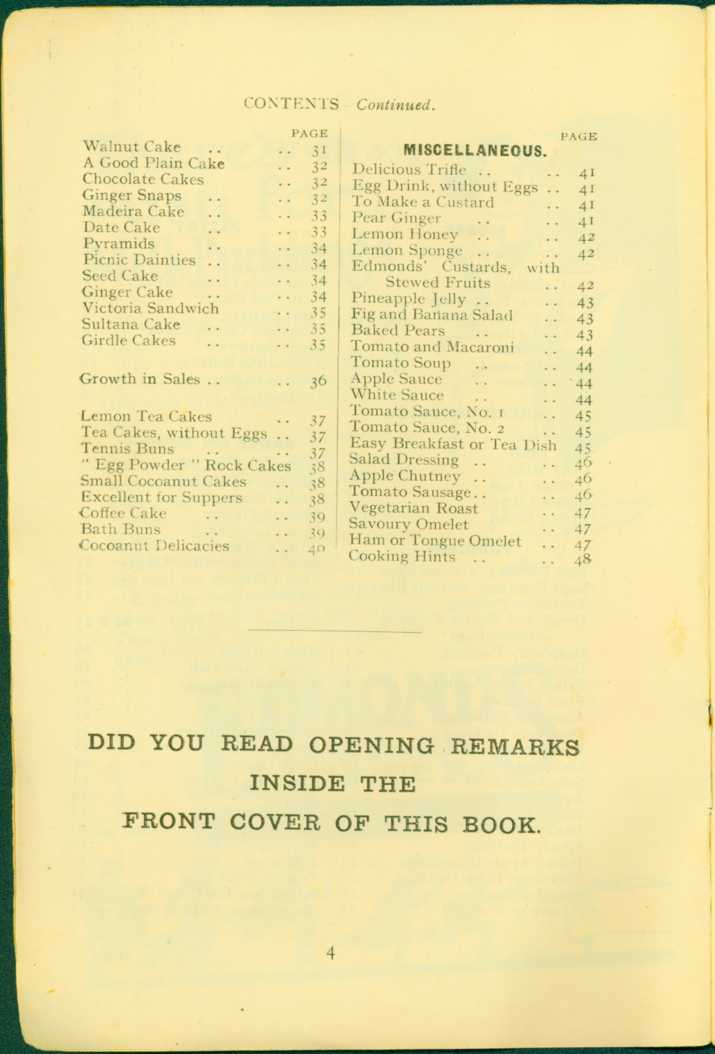 CONTENTS - Continued.
PAGE
Walnut Cake .. .. 31
A Good Plain Cake .. 32
Chocolate Cakes .. 32
Ginger Snaps .. .. 32
Madeira Cake .. .. 33
Date Cake .. .. 33
Pyramids .. .. 34
Picnic Dainties .. .. 34
Seed Cake .. .. 34
Ginger Cake .. .. 34
Victoria Sandwich .. 35
Sultana Cake .. .. 35
Girdle Cakes .. .. 35
Growth in Sales .. .. 36
Lemon Tea Cakes .. 37
Tea Cakes, without Eggs .. 37
Tennis Buns .. .. 37
" Egg Powder " Rock Cakes 38
Small Cocoanut Cakes .. 38
Excellent for Suppers .. 38
Coffee Cake .. .. 39
Bath Buns .. .. 39
Cocoanut Delicacies .. 40
PAGE
MISCELLANEOUS.
Delicious Trifle .. .. 41
Egg Drink, without Eggs .. 41
To Make a Custard .. 41
Pear Ginger .. .. 41
Lemon Honey .. .. 42
Lemon Sponge .. .. 42
Edmonds' Custards, with
Stewed Fruits .. 42
Pineapple Jelly .. .. 43
Fig and Banana Salad .. 43
Baked Pears .. .. 43
Tomato and Macaroni .. 44
Tomato Soup .. .. 44
Apple Sauce .. .. 44
White Sauce .. .. 44
Tomato Sauce, No. 1 .. 45
Tomato Sauce, No. 2 .. 45
Easy Breakfast or Tea Dish 45
Salad Dressing .. .. 46
Apple Chutney .. .. 46
Tomato Sausage .. .. 46
Vegetarian Roast .. 47
Savoury Omelet .. 47
Ham or Tongue Omelet .. 47
Cooking Hints .. .. 48
DID YOU READ OPENING REMARKS
INSIDE THE
FRONT COVER OF THIS BOOK.
4